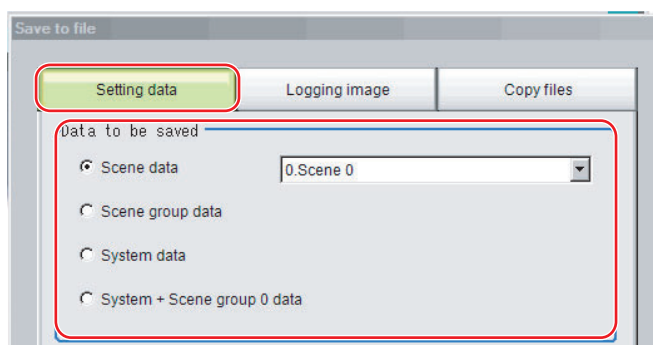 Save to file
Setting data
Logging image
Copy files
Data to be saved
Scene data
0.Scene 0
Scene group data
System data
System + Scene group 0 data